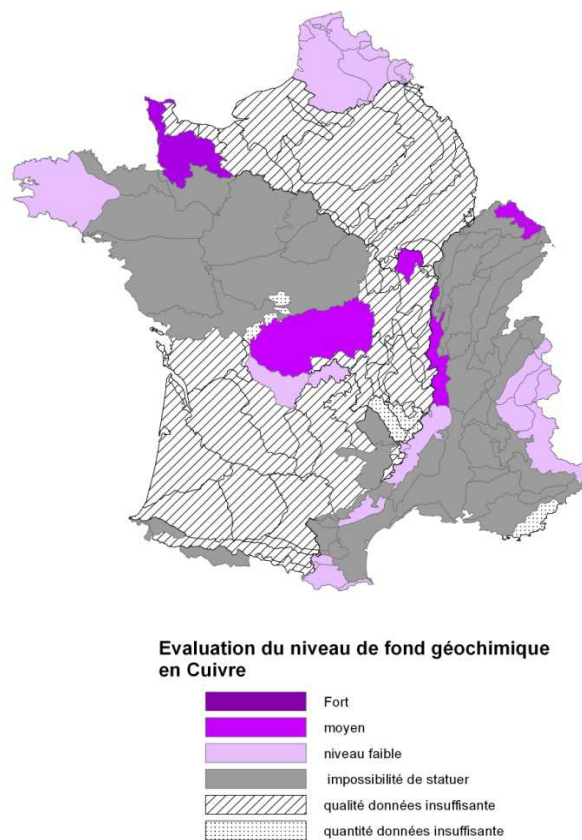 Evaluation du niveau de fond géochimique
en Cuivre
Fort
moyen
niveau faible
impossibilité de statuer
qualité données insuffisante
quantité données insuffisante